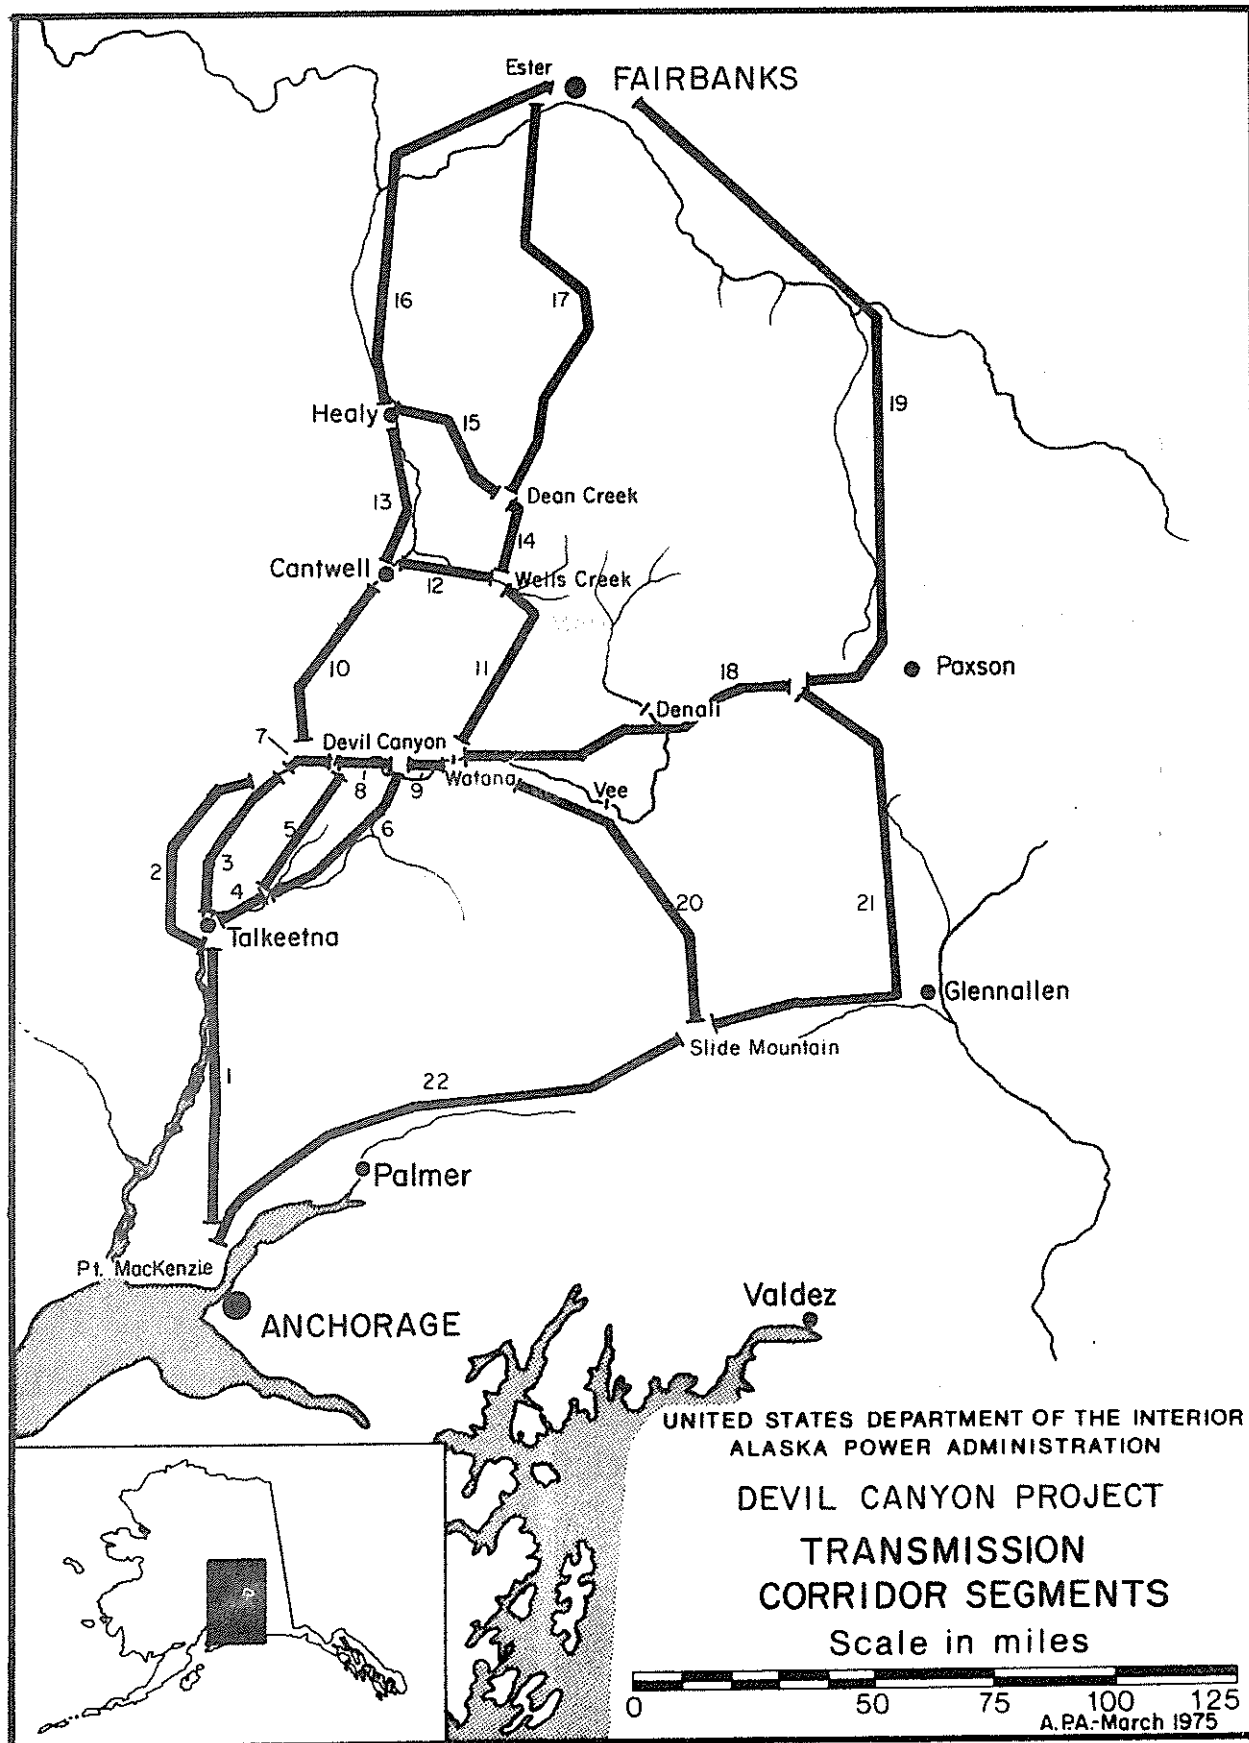 Ester
FAIRBANKS
16
17
19
Healy
15
13
Dean Creek
14
Cantwell
12
Wells Creek
10
11
18
Paxson
Denali
7
Devil Canyon
8
9
Watana
Vee
5
6
2
3
4
20
21
Talkeetna
Glennallen
Slide Mountain
1
22
Palmer
Pt. MacKenzie
Valdez
ANCHORAGE
UNITED STATES DEPARTMENT OF THE INTERIOR
ALASKA POWER ADMINISTRATION
DEVIL CANYON PROJECT
TRANSMISSION
CORRIDOR SEGMENTS
Scale in miles
0 50 75 100 125
A.P.A.-March 1975